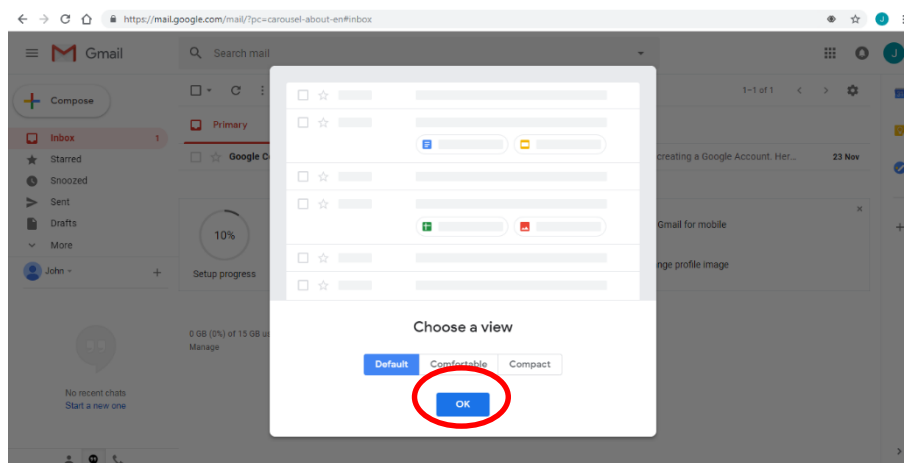 https://mail.google.com/mail/?pc=carousel-about-en#inbox
J
Gmail
Search mail
J
Compose
1–1 of 1
Primary
Inbox 1
Google C
creating a Google Account. Her...
23 Nov
Starred
Snoozed
Sent
Drafts
More
10%
Gmail for mobile
John
Setup progress
nge profile image
0 GB (0%) of 15 GB us
Manage
Choose a view
Default Comfortable Compact
OK
No recent chats
Start a new one